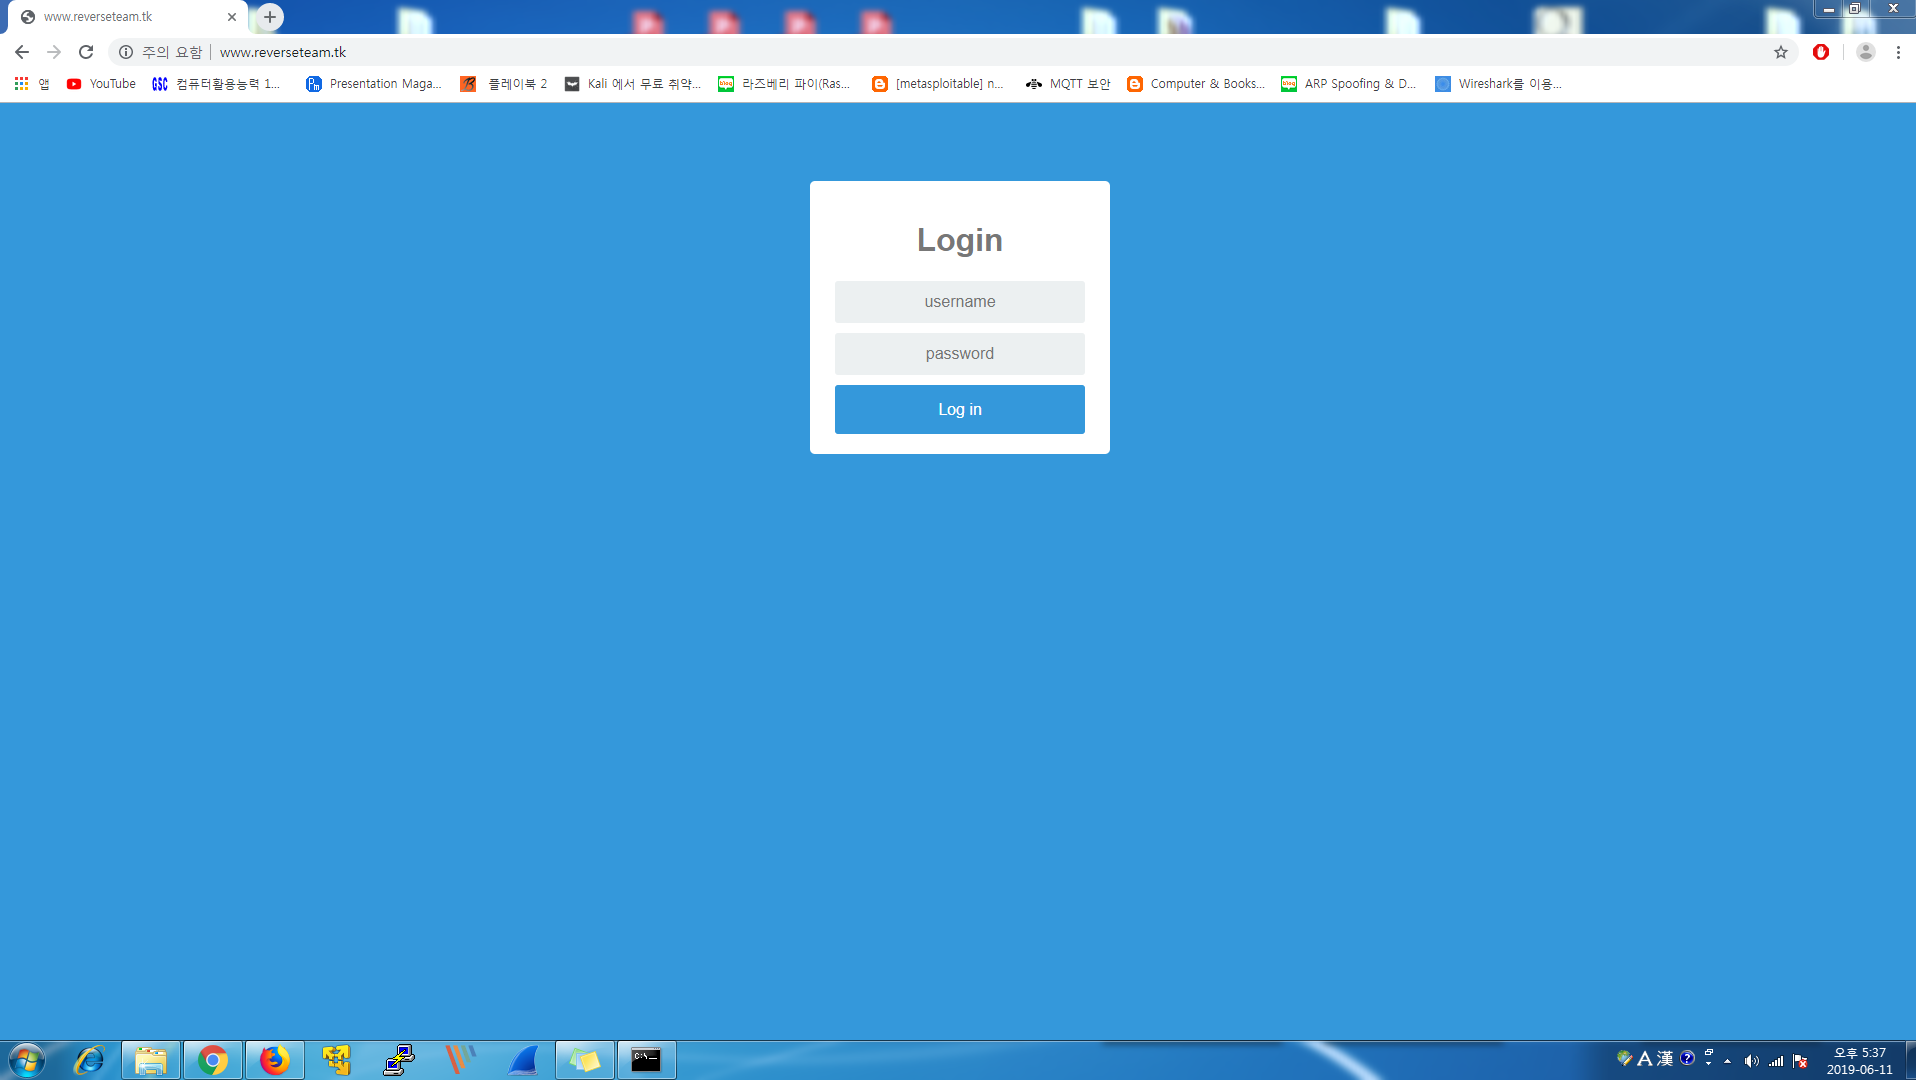 www.reverseteam.tk
주의 요함 www.reverseteam.tk
앱 YouTube 컴퓨터활용능력 1... Presentation Maga... 플레이북 2 Kali 에서 무료 취약... 라즈베리 파이(Ras... [metasploitable] n... MQTT 보안 Computer & Books... ARP Spoofing & D... Wireshark를 이용...
Login
username
password
Log in
A 漢
오후 5:37
2019-06-11